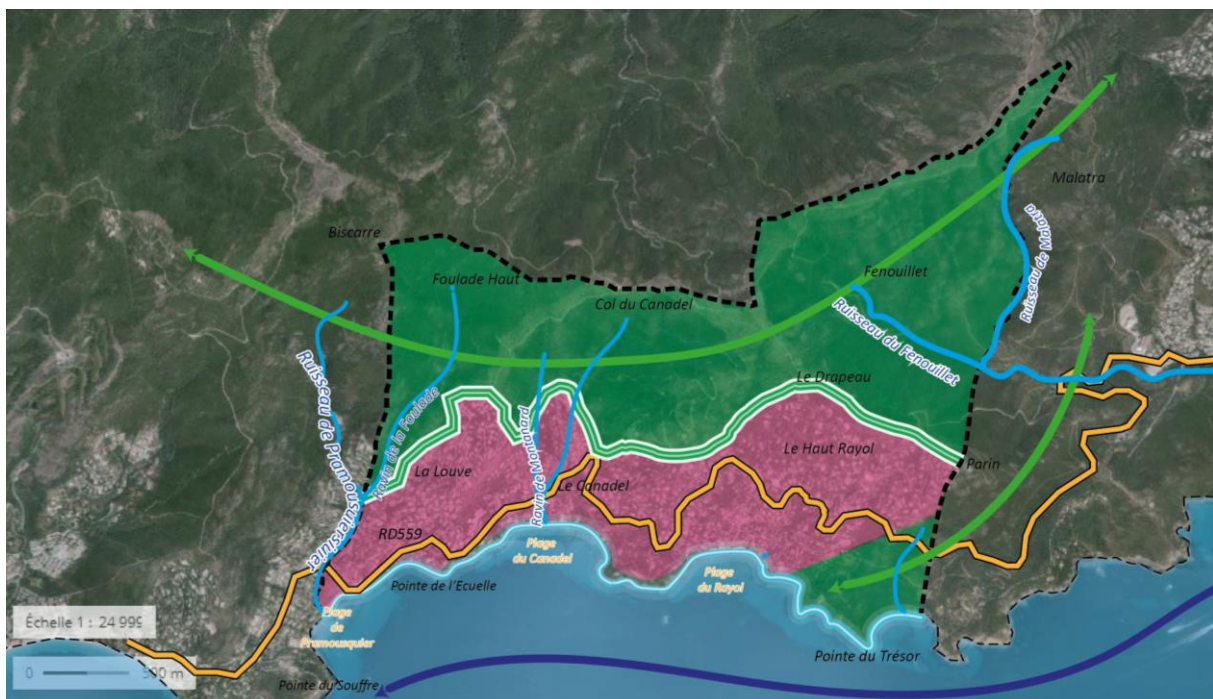 Malatra
Biscarre
Ruisseau de Malatra
Fenouillet
Foulade Haut
Col du Canadel
Ruisseau du Fenouillet
Le Drapeau
Ruisseau de Pramousquier
Ravin de la Foulade
Le Haut Rayol
La Louve
Parin
Ravin de Montanard
Le Canadel
RD559
Plage
du Canadel
Plage
du Rayol
Pointe de l'Ecuelle
Plage
de
Pramousquier
Échelle 1 : 24 995
Pointe du Trésor
0 500 m
Pointe du Souffre